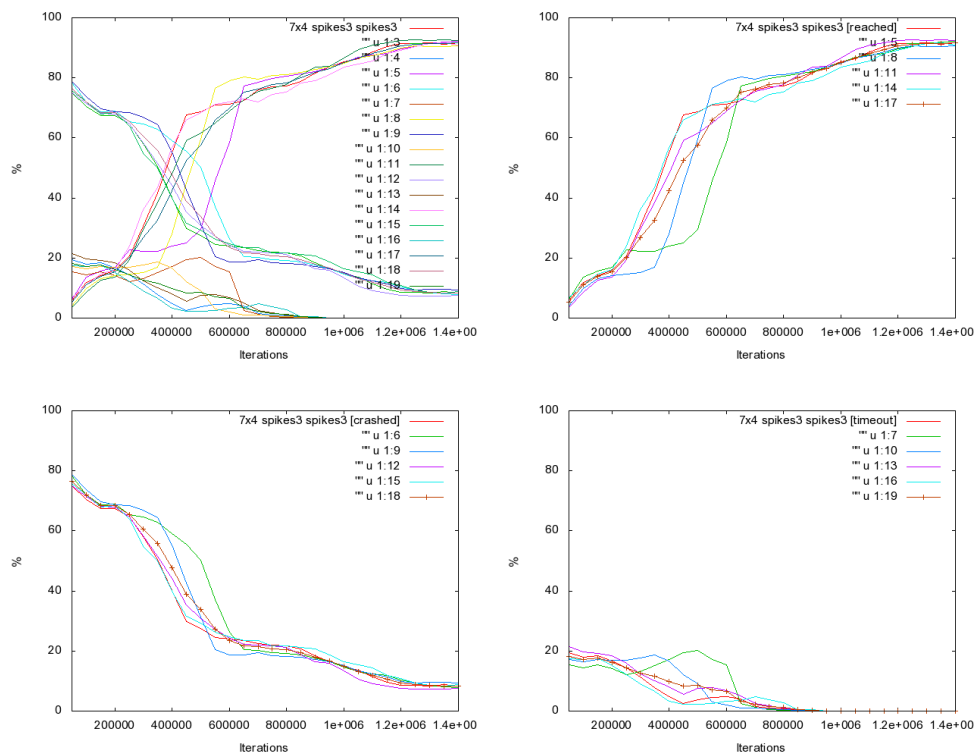 100
80
60
40
20
0
%
7x4 spikes3 spikes3
"" u 1:3
"" u 1:4
"" u 1:5
"" u 1:6
"" u 1:7
"" u 1:8
"" u 1:9
"" u 1:10
"" u 1:11
"" u 1:12
"" u 1:13
"" u 1:14
"" u 1:15
"" u 1:16
"" u 1:17
"" u 1:18
"" u 1:19
200000 400000 600000 800000 1e+006 1.2e+006 1.4e+00
Iterations
100
80
60
40
20
0
%
7x4 spikes3 spikes3 [reached]
"" u 1:5
"" u 1:8
"" u 1:11
"" u 1:14
"" u 1:17
200000 400000 600000 800000 1e+006 1.2e+006 1.4e+00
Iterations
100
80
60
40
20
0
%
7x4 spikes3 spikes3 [crashed]
"" u 1:6
"" u 1:9
"" u 1:12
"" u 1:15
"" u 1:18
200000 400000 600000 800000 1e+006 1.2e+006 1.4e+00
Iterations
100
80
60
40
20
0
%
7x4 spikes3 spikes3 [timeout]
"" u 1:7
"" u 1:10
"" u 1:13
"" u 1:16
"" u 1:19
200000 400000 600000 800000 1e+006 1.2e+006 1.4e+00
Iterations